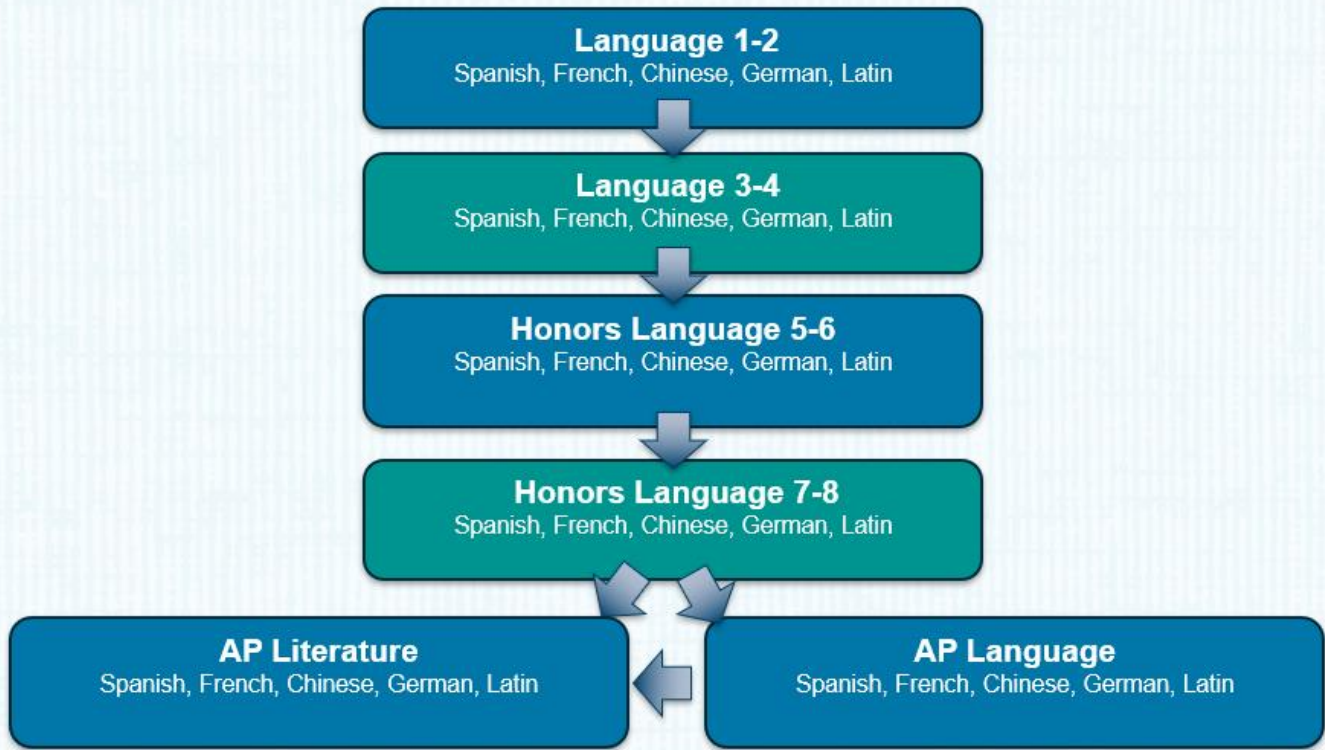 Language 1-2
Spanish, French, Chinese, German, Latin
Language 3-4
Spanish, French, Chinese, German, Latin
Honors Language 5-6
Spanish, French, Chinese, German, Latin
Honors Language 7-8
Spanish, French, Chinese, German, Latin
AP Literature
Spanish, French, Chinese, German, Latin
AP Language
Spanish, French, Chinese, German, Latin